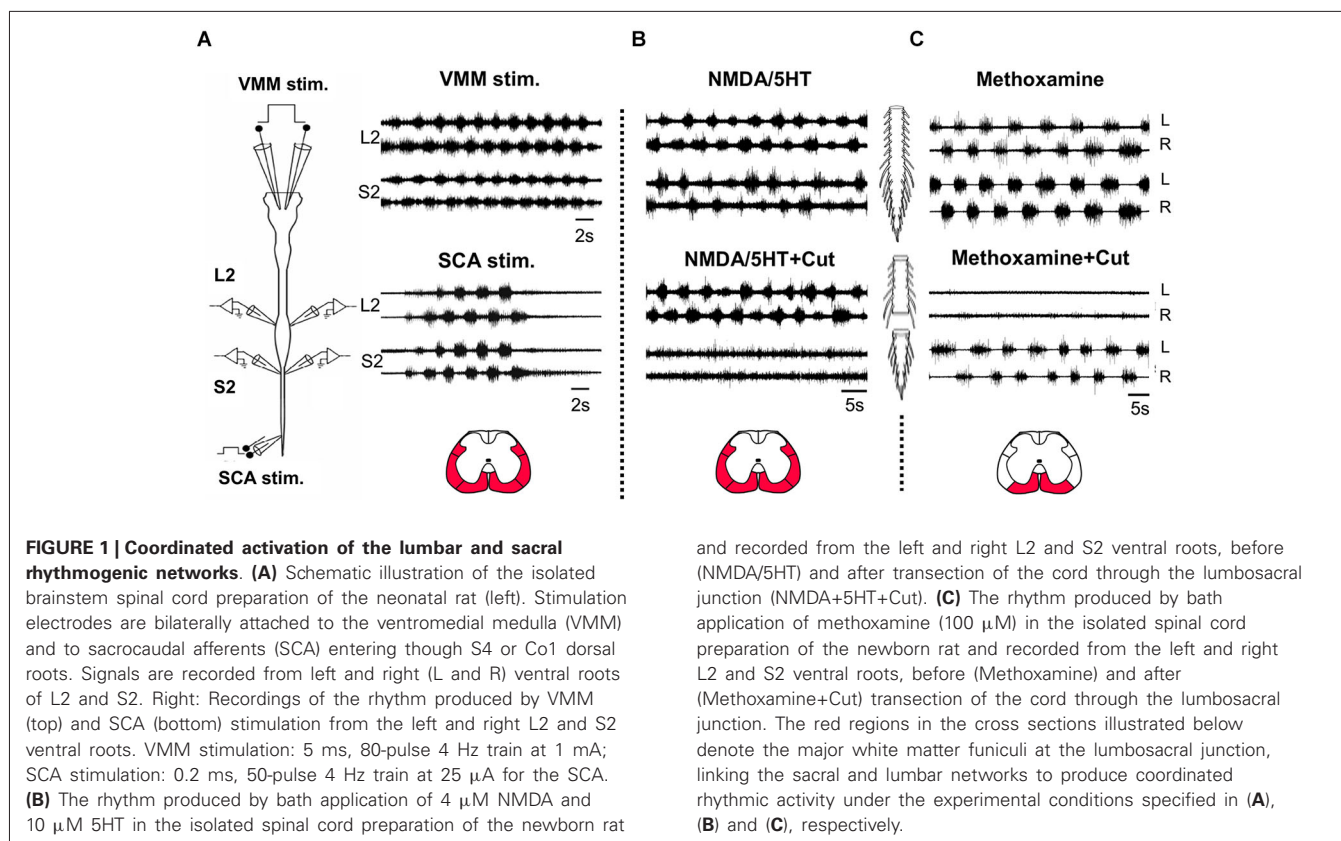 A
B
C
VMM stim.
VMM stim.
NMDA/5HT
Methoxamine
L2
S2
2s
L
R
L
R
SCA stim.
NMDA/5HT+Cut
Methoxamine+Cut
L2
S2
L2
S2
2s
5s
L
R
L
R
5s
SCA stim.
FIGURE 1 | Coordinated activation of the lumbar and sacral
rhythmogenic networks. (A) Schematic illustration of the isolated
brainstem spinal cord preparation of the neonatal rat (left). Stimulation
electrodes are bilaterally attached to the ventromedial medulla (VMM)
and to sacrocaudal afferents (SCA) entering though S4 or Co1 dorsal
roots. Signals are recorded from left and right (L and R) ventral roots
of L2 and S2. Right: Recordings of the rhythm produced by VMM
(top) and SCA (bottom) stimulation from the left and right L2 and S2
ventral roots. VMM stimulation: 5 ms, 80-pulse 4 Hz train at 1 mA;
SCA stimulation: 0.2 ms, 50-pulse 4 Hz train at 25 μA for the SCA.
(B) The rhythm produced by bath application of 4 μM NMDA and
10 μM 5HT in the isolated spinal cord preparation of the newborn rat
and recorded from the left and right L2 and S2 ventral roots, before
(NMDA/5HT) and after transection of the cord through the lumbosacral
junction (NMDA+5HT+Cut). (C) The rhythm produced by bath
application of methoxamine (100 μM) in the isolated spinal cord
preparation of the newborn rat and recorded from the left and right
L2 and S2 ventral roots, before (Methoxamine) and after
(Methoxamine+Cut) transection of the cord through the lumbosacral
junction. The red regions in the cross sections illustrated below
denote the major white matter funiculi at the lumbosacral junction,
linking the sacral and lumbar networks to produce coordinated
rhythmic activity under the experimental conditions specified in (A),
(B) and (C), respectively.